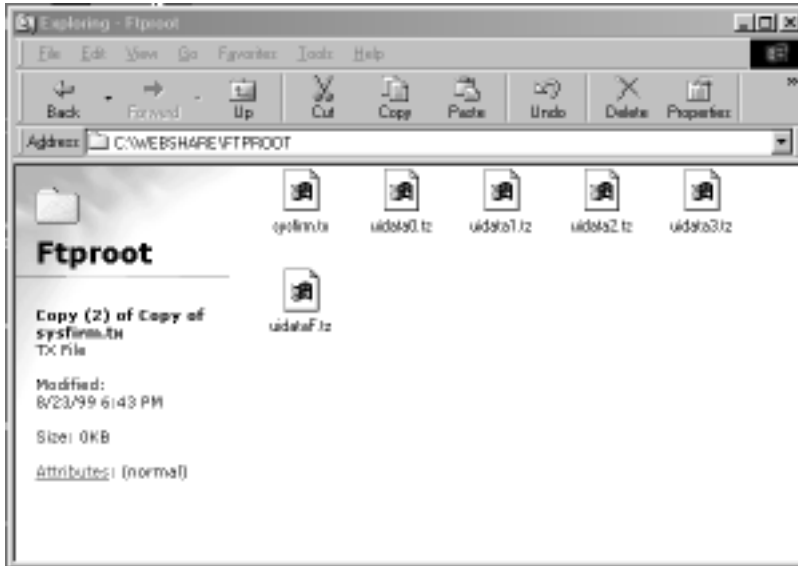 Exploring - Ftproot
File Edit View Go Favorites Tools Help
Back Forward Up Cut Copy Paste Undo Delete Properties »
Address C:\WEBSHARE\FTPROOT
Ftproot
Copy (2) of Copy of
sysfirm.tx
TX File
Modified:
8/23/99 6:43 PM
Size: 0KB
Attributes: (normal)
sysfirm.tx uidata0.tz uidata1.tz uidata2.tz uidata3.tz
uidataF.tz